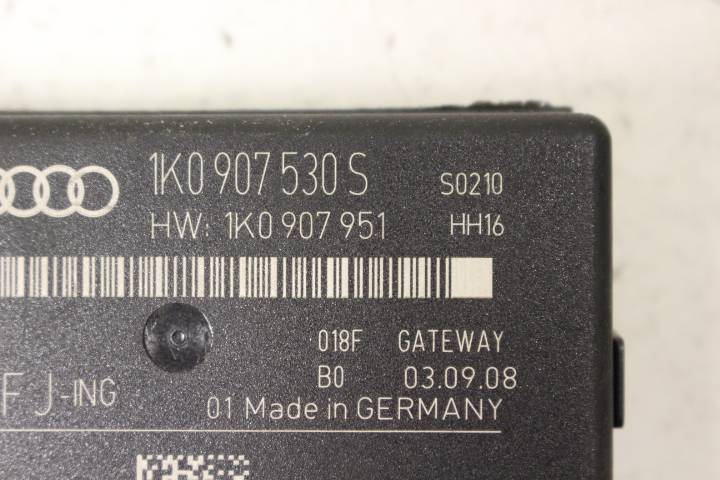 1K0 907 530 S S0210
HW: 1K0 907 951 HH16
018F GATEWAY
B0 03.09.08
F J-ING
01 Made in GERMANY